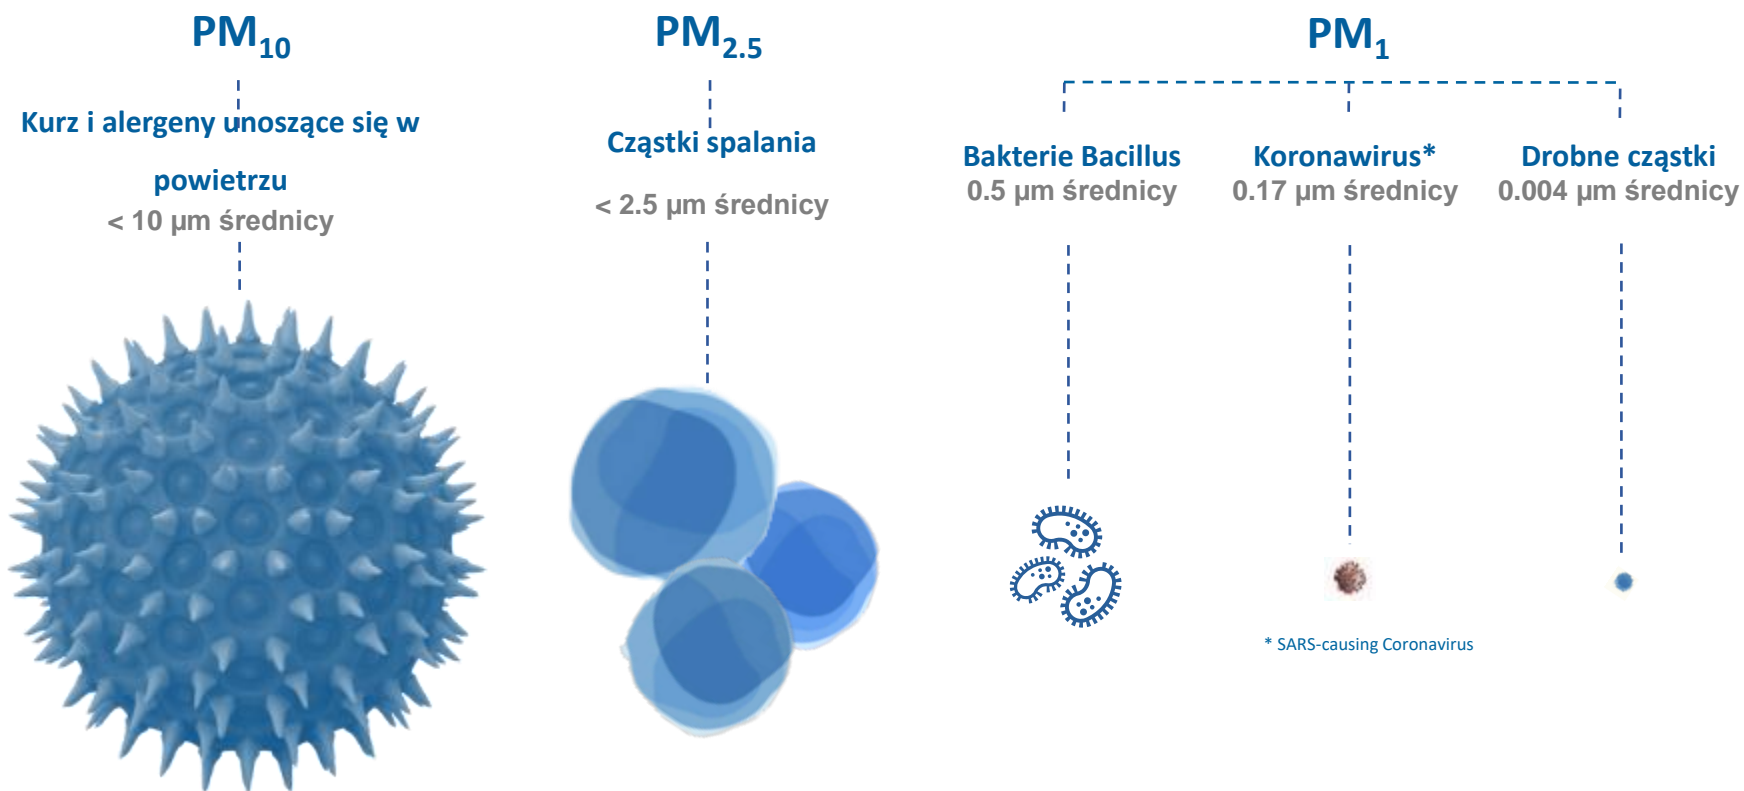 PM10
Kurz i alergeny unoszące się w
powietrzu
< 10 µm średnicy
PM2.5
Cząstki spalania
< 2.5 µm średnicy
PM1
Bakterie Bacillus
0.5 µm średnicy
Koronawirus*
0.17 µm średnicy
Drobne cząstki
0.004 µm średnicy
* SARS-causing Coronavirus